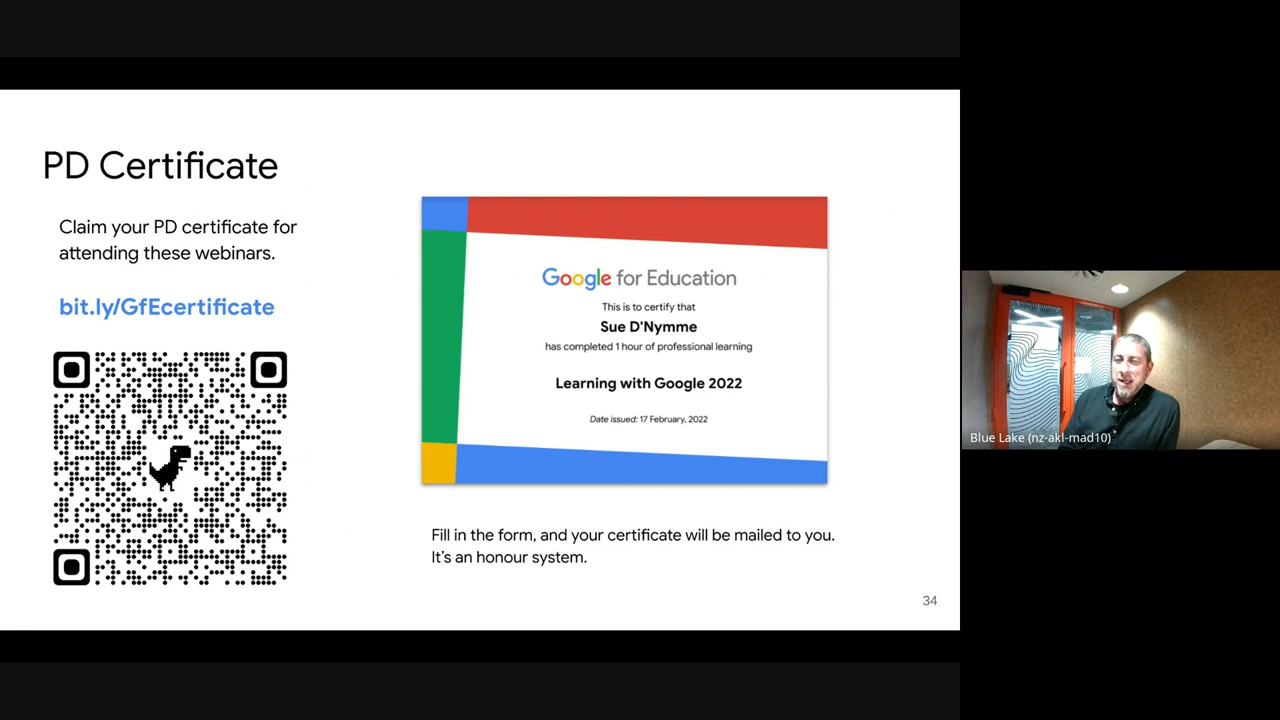 PD Certificate
Claim your PD certificate for
attending these webinars.
bit.ly/GfEcertificate
Google for Education
This is to certify that
Sue D'Nymme
has completed 1 hour of professional learning
Learning with Google 2022
Date issued: 17 February, 2022
Fill in the form, and your certificate will be mailed to you.
It's an honour system.
34
Blue Lake (nz-akl-mad10)